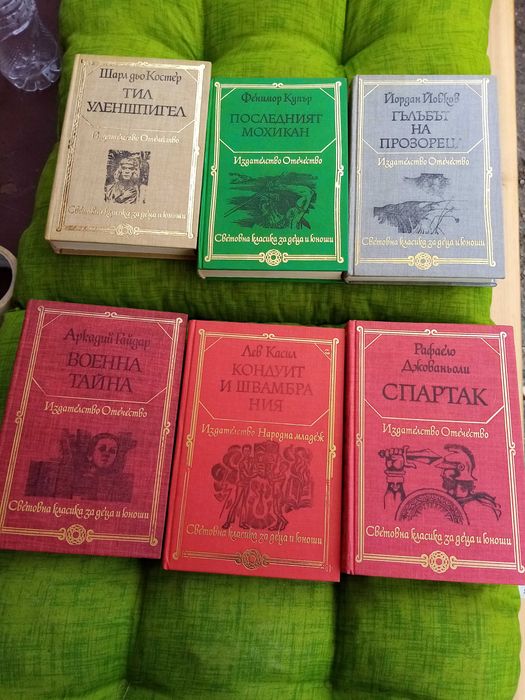 Шарл дьо Костер
ТИЛ
УЛЕНШПИГЕЛ
Издателство Отечество
Световна класика за деца и юноши
Фенимор Купър
ПОСЛЕДНИЯТ
МОХИКАН
Издателство Отечество
Световна класика за деца и юноши
Йордан Йовков
ГЪЛЪБЪТ
НА
ПРОЗОРЕЦА
Издателство Отечество
Световна класика за деца и юноши
Аркадий Гайдар
ВОЕННА
ТАЙНА
Издателство Отечество
Световна класика за деца и юноши
Лев Касил
КОНДУИТ
И ШВАМБРА
НИЯ
Издателство Народна младеж
Световна класика за деца и юноши
Рафаело
Джованьоли
СПАРТАК
Издателство Отечество
Световна класика за деца и юноши